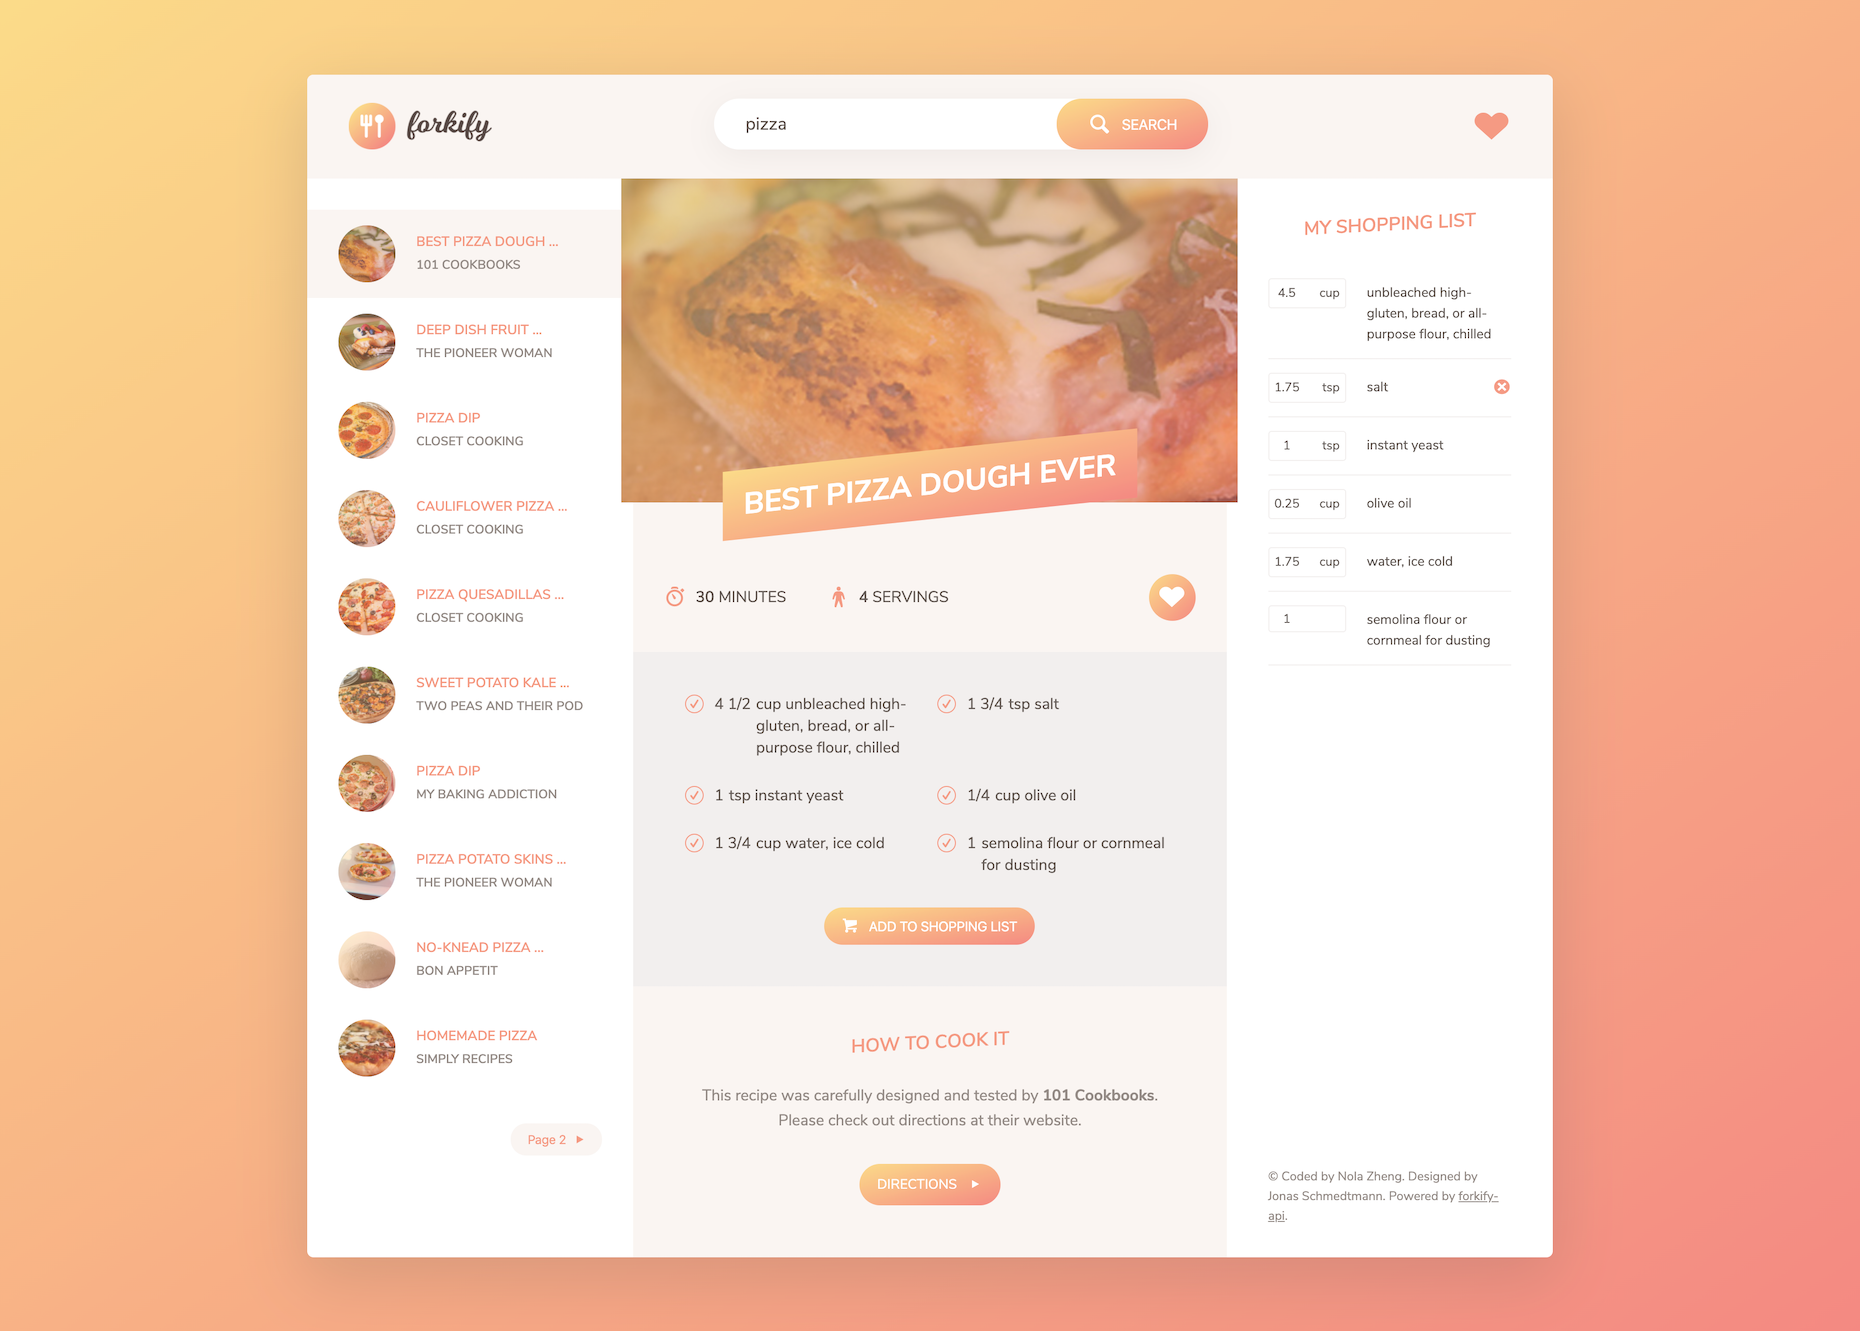 forkify
pizza
SEARCH
BEST PIZZA DOUGH ...
101 COOKBOOKS
DEEP DISH FRUIT ...
THE PIONEER WOMAN
PIZZA DIP
CLOSET COOKING
CAULIFLOWER PIZZA ...
CLOSET COOKING
PIZZA QUESADILLAS ...
CLOSET COOKING
SWEET POTATO KALE ...
TWO PEAS AND THEIR POD
PIZZA DIP
MY BAKING ADDICTION
PIZZA POTATO SKINS ...
THE PIONEER WOMAN
NO-KNEAD PIZZA ...
BON APPETIT
HOMEMADE PIZZA
SIMPLY RECIPES
Page 2
BEST PIZZA DOUGH EVER
30 MINUTES
4 SERVINGS
4 1/2 cup unbleached high-
gluten, bread, or all-
purpose flour, chilled
1 3/4 tsp salt
1 tsp instant yeast
1/4 cup olive oil
1 3/4 cup water, ice cold
1 semolina flour or cornmeal
for dusting
ADD TO SHOPPING LIST
HOW TO COOK IT
This recipe was carefully designed and tested by 101 Cookbooks.
Please check out directions at their website.
DIRECTIONS
MY SHOPPING LIST
4.5 cup unbleached high-
gluten, bread, or all-
purpose flour, chilled
1.75 tsp salt
1 tsp instant yeast
0.25 cup olive oil
1.75 cup water, ice cold
1 semolina flour or
cornmeal for dusting
© Coded by Nola Zheng. Designed by
Jonas Schmedtmann. Powered by forkify-
api.